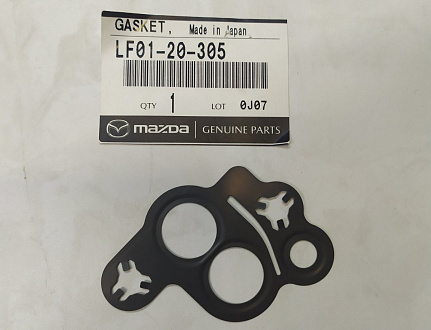 GASKET, Made in Japan
LF01-20-305
QTY 1 LOT 0J07
mazda GENUINE PARTS